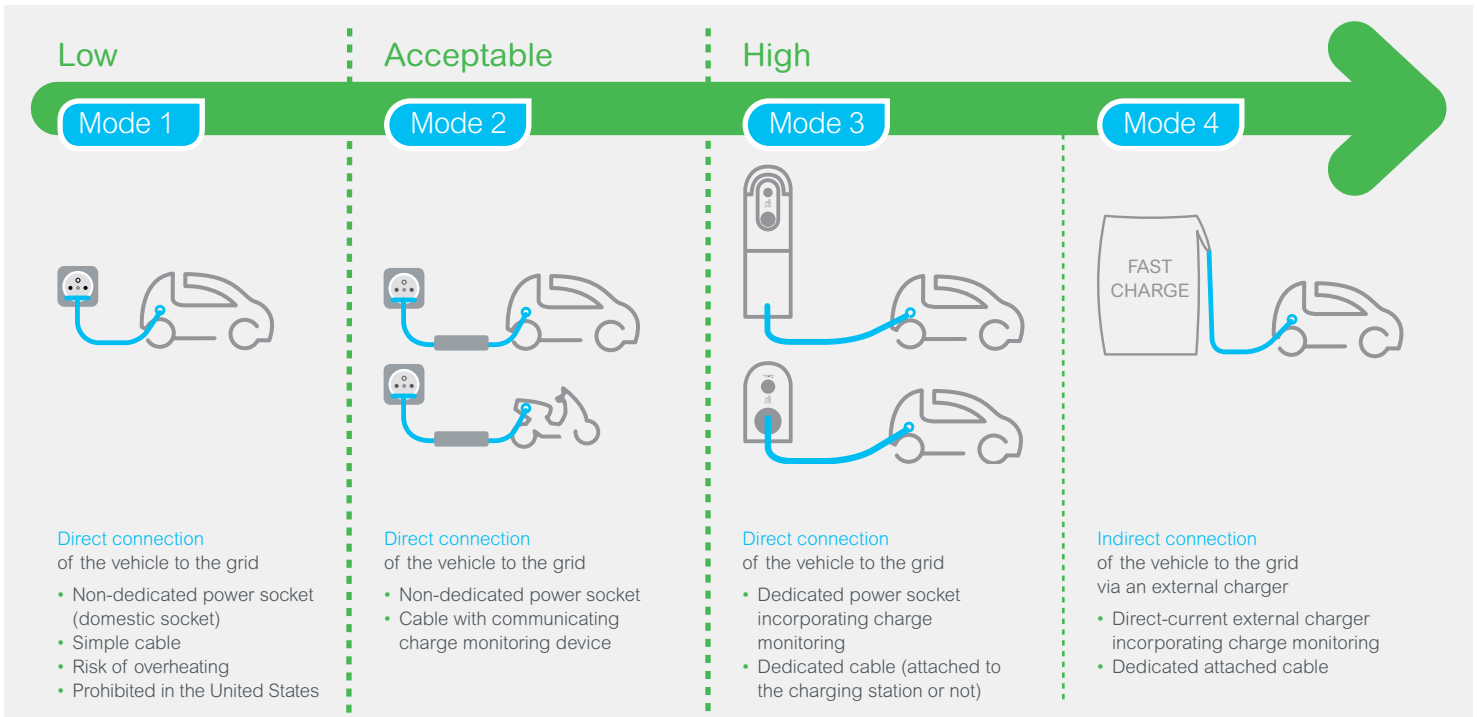 Low
Acceptable
High
Mode 1
Mode 2
Mode 3
Mode 4
FAST
CHARGE
Direct connection
of the vehicle to the grid
• Non-dedicated power socket
(domestic socket)
• Simple cable
• Risk of overheating
• Prohibited in the United States
Direct connection
of the vehicle to the grid
• Non-dedicated power socket
• Cable with communicating
charge monitoring device
Direct connection
of the vehicle to the grid
• Dedicated power socket
incorporating charge
monitoring
• Dedicated cable (attached to
the charging station or not)
Indirect connection
of the vehicle to the grid
via an external charger
• Direct-current external charger
incorporating charge monitoring
• Dedicated attached cable